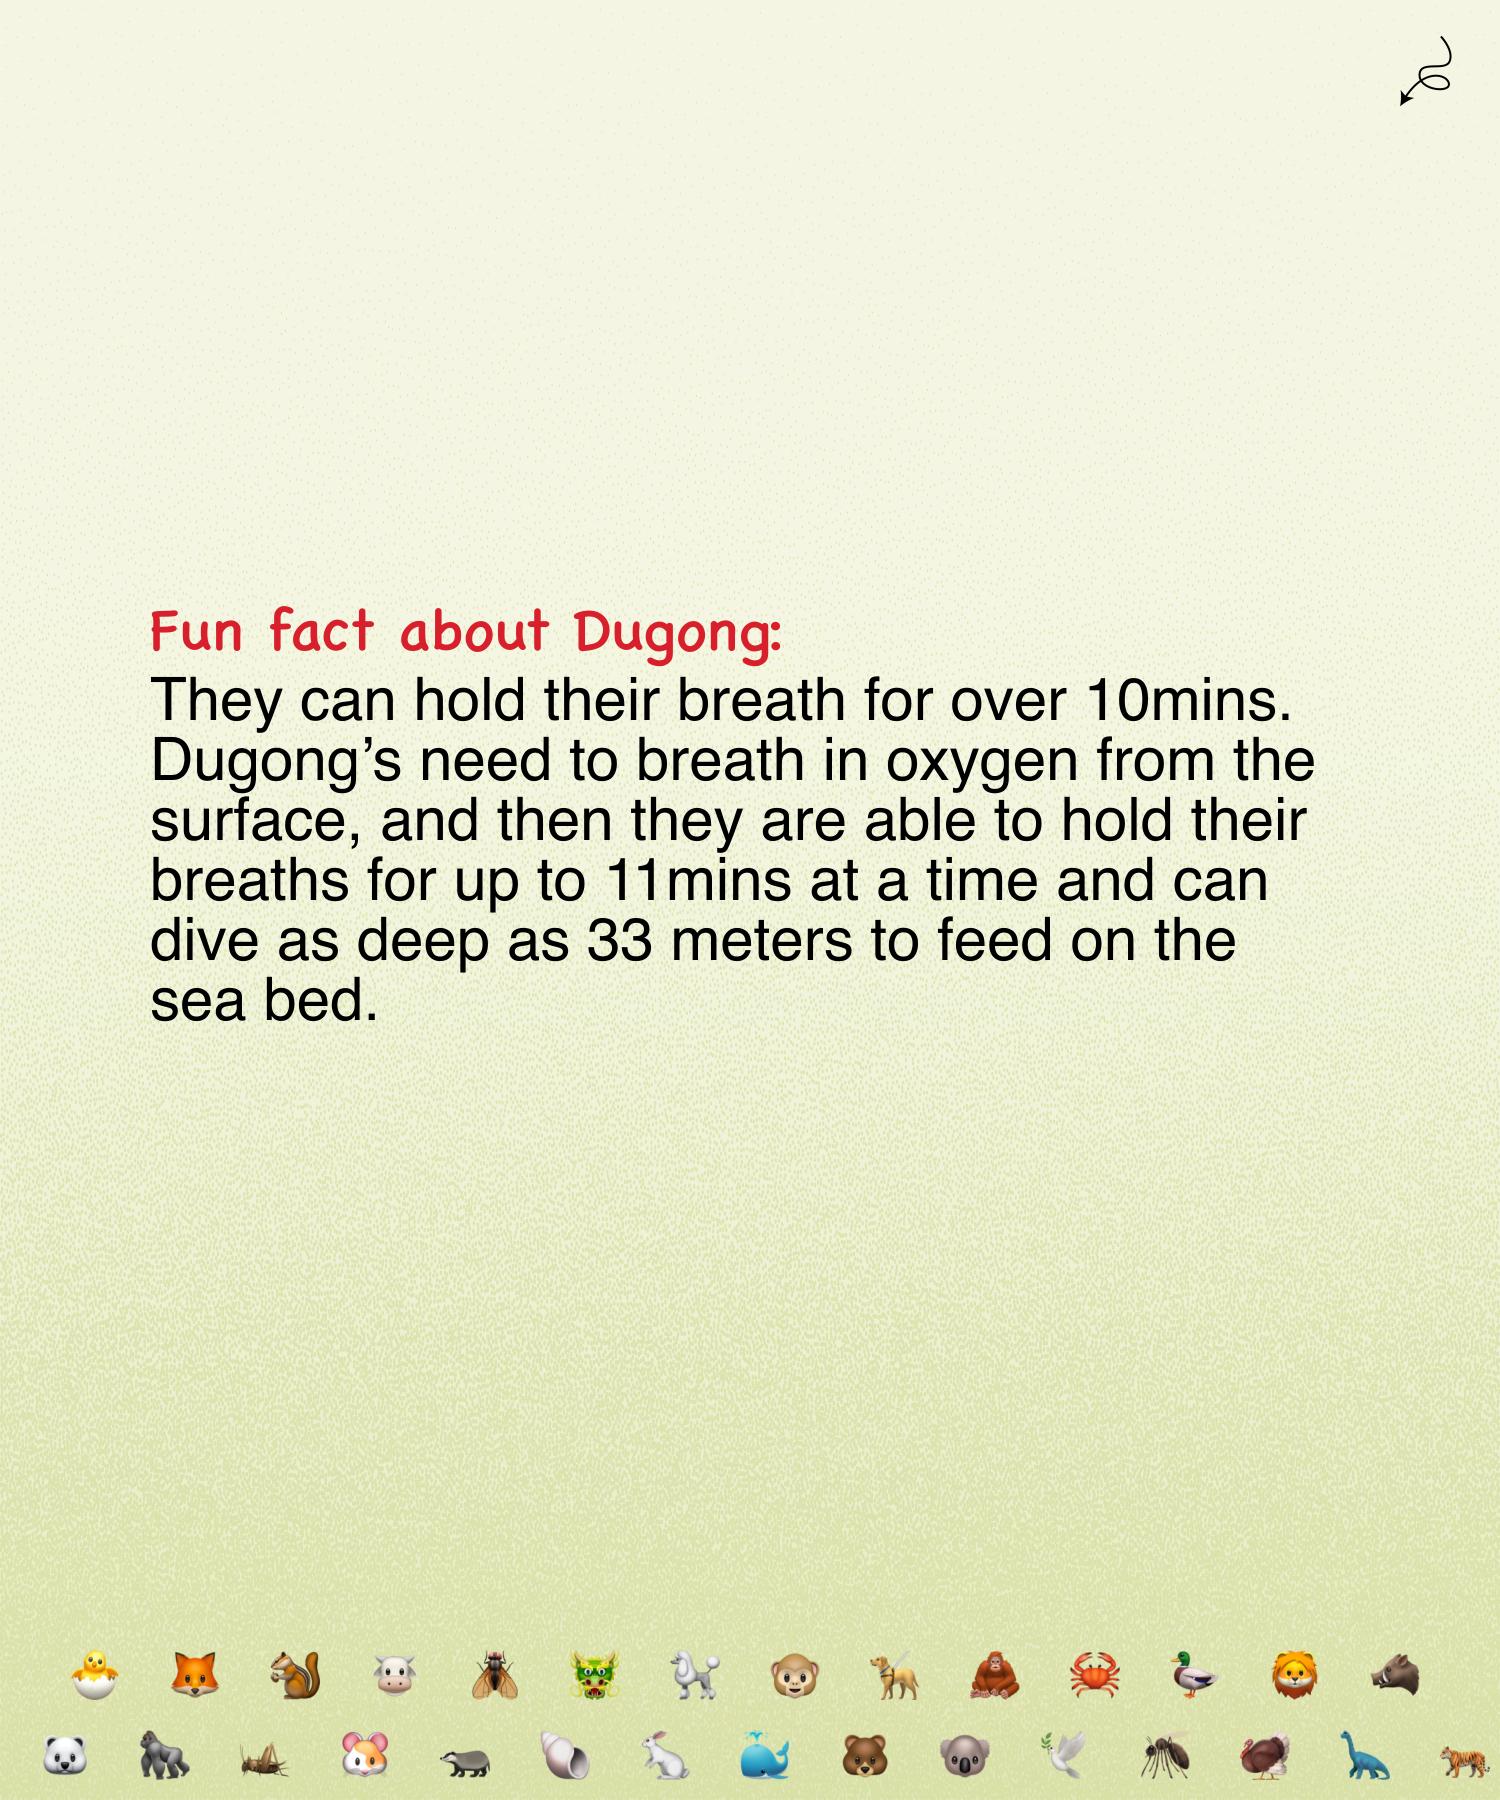 Fun fact about Dugong:
They can hold their breath for over 10mins.
Dugong’s need to breath in oxygen from the
surface, and then they are able to hold their
breaths for up to 11mins at a time and can
dive as deep as 33 meters to feed on the
sea bed.